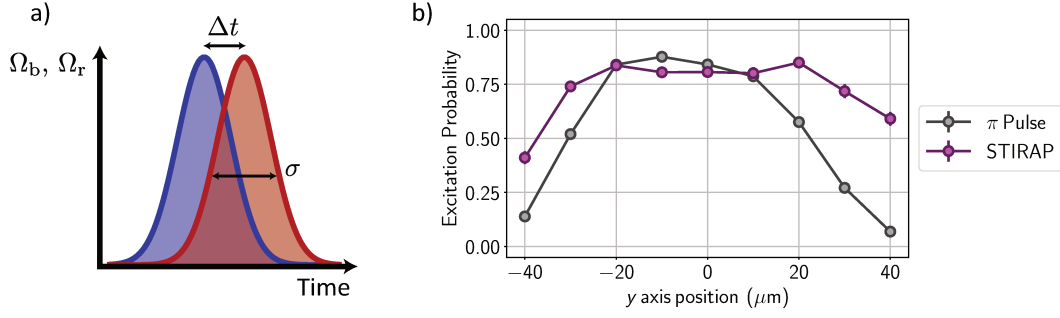 a)
Δt
Ω_b, Ω_r
σ
Time
b)
Excitation Probability
1.00
0.75
0.50
0.25
0.00
−40
−20
0
20
40
y axis position (μm)
π Pulse
STIRAP